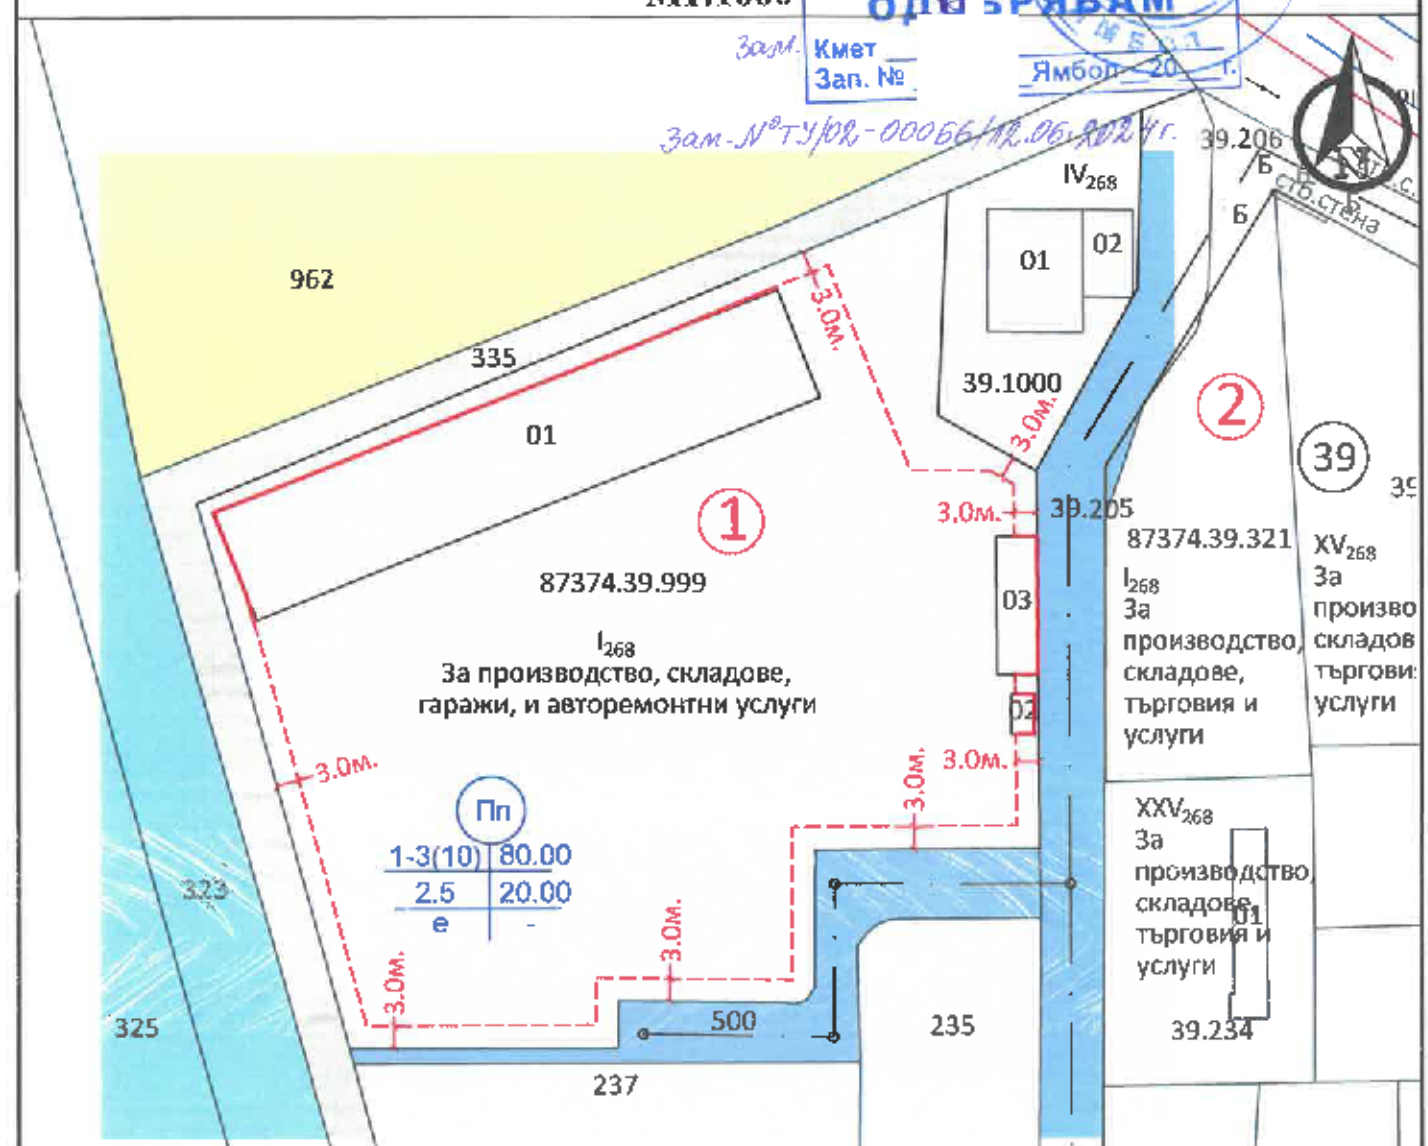 ОДОБРЯВАМ
Зам. Кмет
Зап. № Ямбол 20 г.
Зам-№ТУ/02-00066/12.06.2024г.
39.206
Б
Б
стб.стена
IV268
01
02
962
335
39.1000
3.0м.
3.0м.
01
2
39
1
3.0м.
39.205
87374.39.321
87374.39.999
03
I268
За производство, складове,
гаражи, и авторемонтни услуги
I268
За
производство,
складове,
търговия и
услуги
XV268
За
произво
складов
търгови
услуги
02
3.0м.
3.0м.
3.0м.
Пп
1-3(10) 80.00
2.5 20.00
е -
XXV268
За
производство,
складове,
търговия и
услуги
01
39.234
323
325
3.0м.
3.0м.
500
235
237